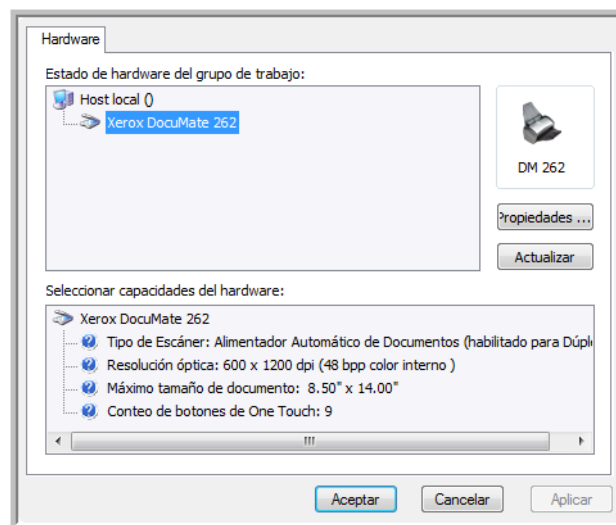 Hardware
Estado de hardware del grupo de trabajo:
Host local ()
Xerox DocuMate 262
DM 262
Propiedades ...
Actualizar
Seleccionar capacidades del hardware:
Xerox DocuMate 262
Tipo de Escáner: Alimentador Automático de Documentos (habilitado para Dúpl
Resolución óptica: 600 x 1200 dpi (48 bpp color interno )
Máximo tamaño de documento: 8.50" x 14.00"
Conteo de botones de One Touch: 9
Aceptar
Cancelar
Aplicar